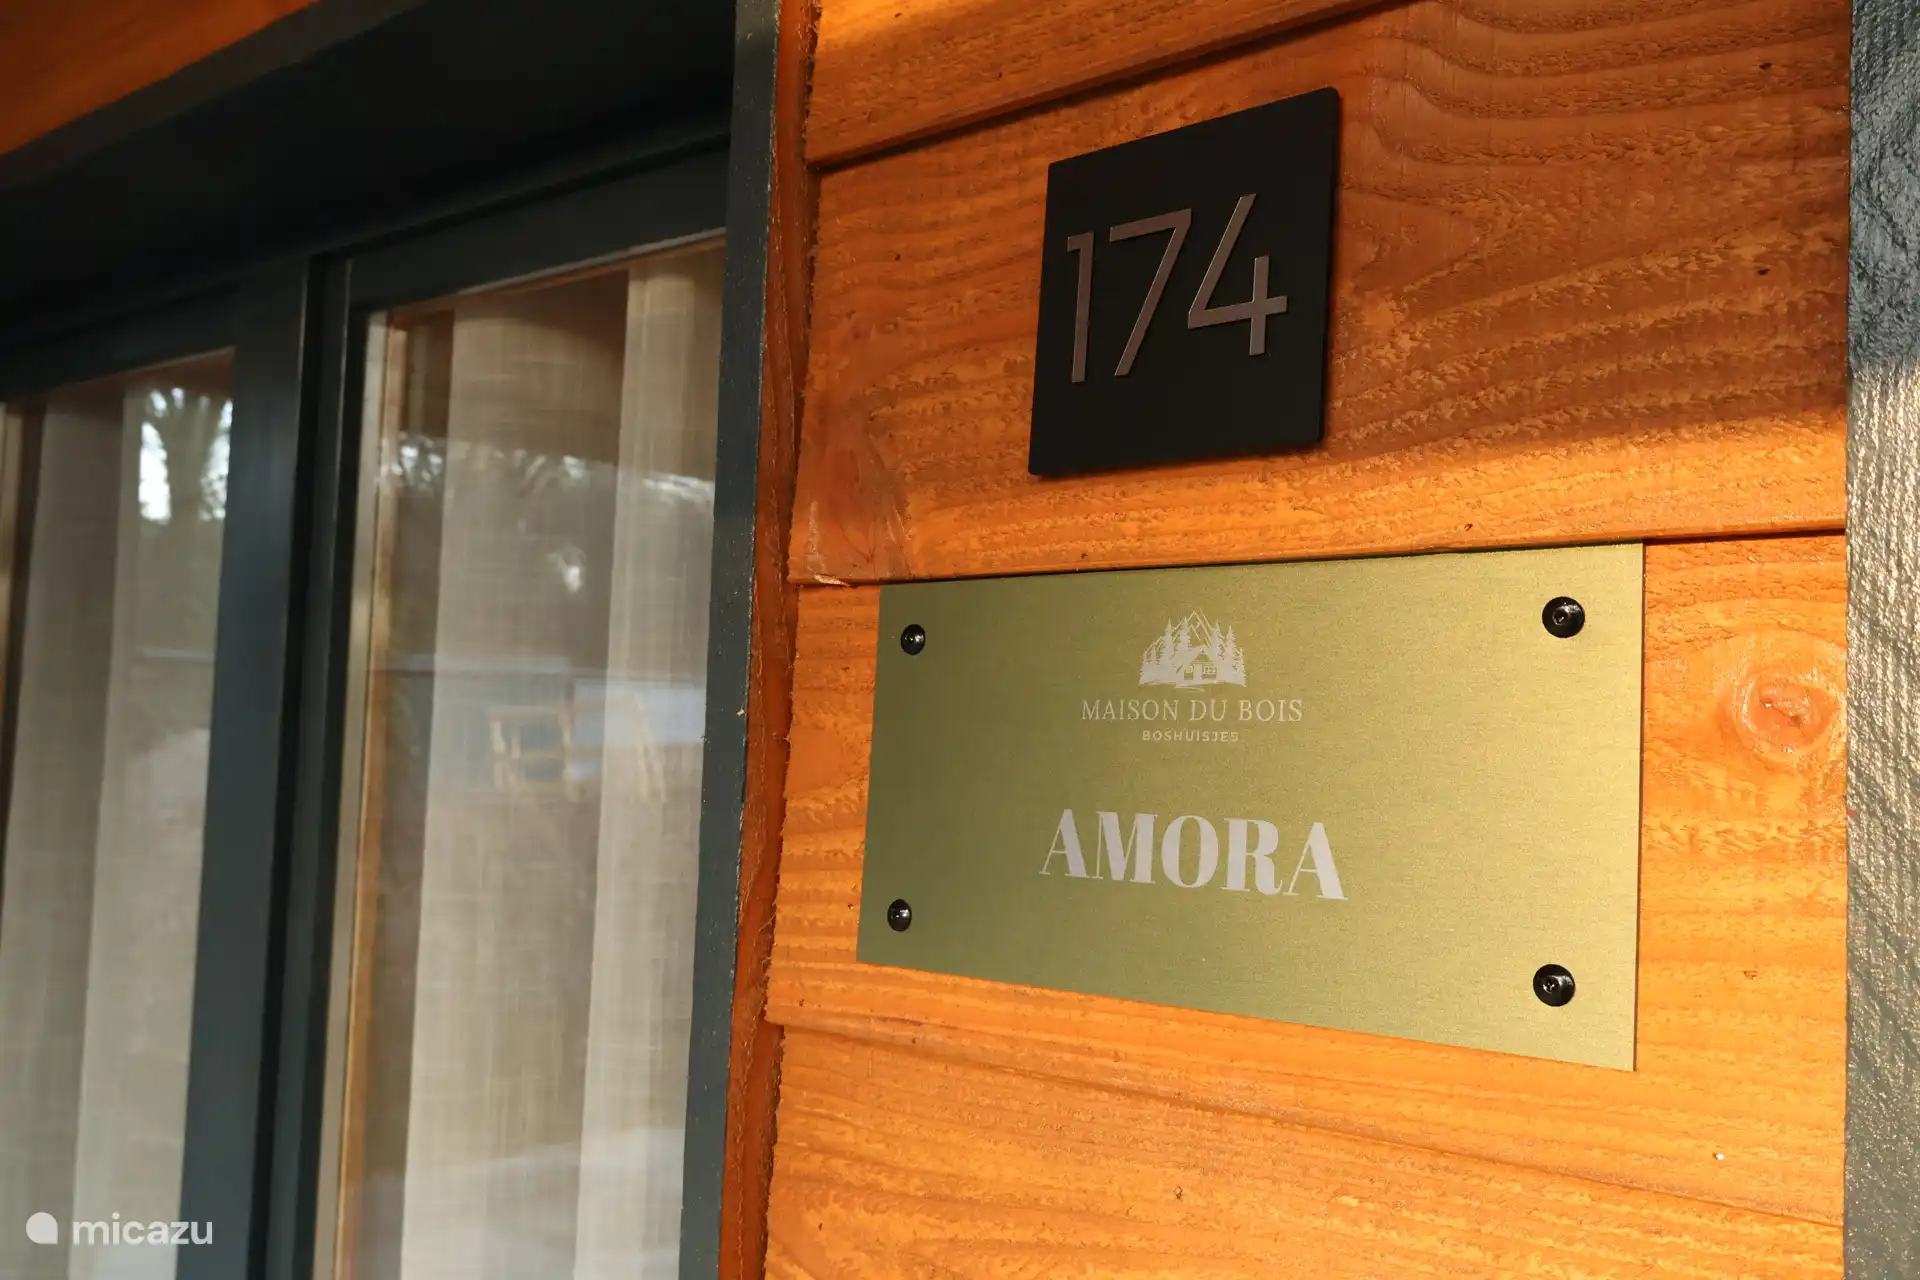 174
MAISON DU BOIS
BOSHUISJES
AMORA
micazu